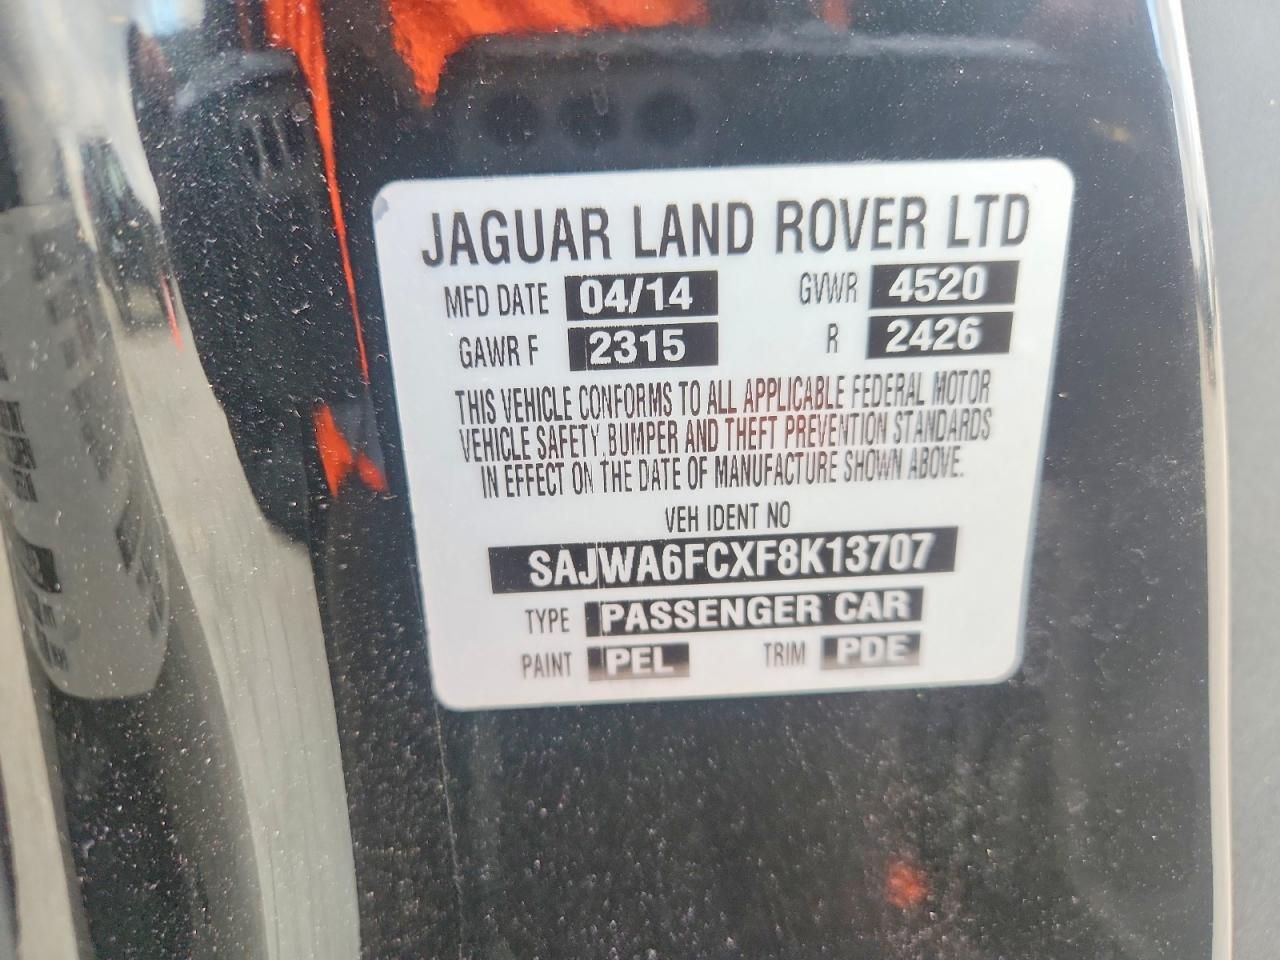 JAGUAR LAND ROVER LTD
MFD DATE 04/14 GVWR 4520
GAWR F 2315 R 2426
THIS VEHICLE CONFORMS TO ALL APPLICABLE FEDERAL MOTOR
VEHICLE SAFETY, BUMPER AND THEFT PREVENTION STANDARDS
IN EFFECT ON THE DATE OF MANUFACTURE SHOWN ABOVE.
VEH IDENT NO
SAJWA6FCXF8K13707
TYPE PASSENGER CAR
PAINT PEL TRIM PDE